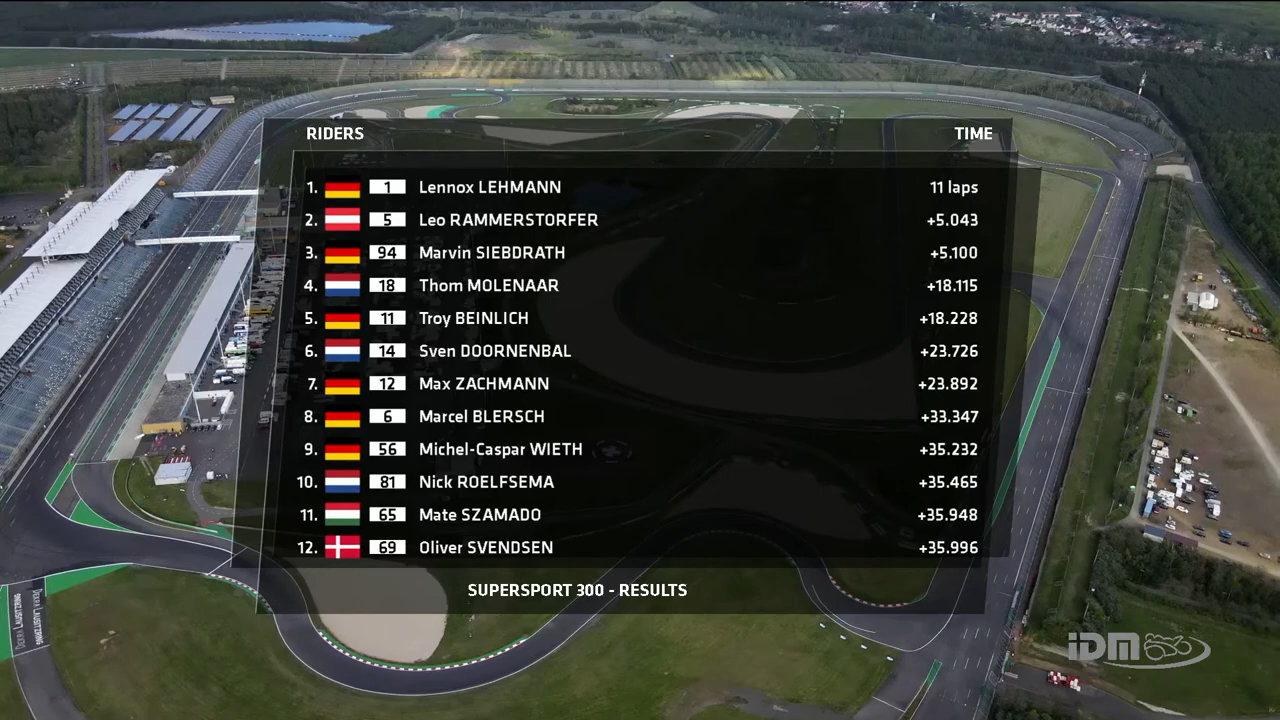 RIDERS TIME
1. 1 Lennox LEHMANN 11 laps
2. 5 Leo RAMMERSTORFER +5.043
3. 94 Marvin SIEBDRATH +5.100
4. 18 Thom MOLENAAR +18.115
5. 11 Troy BEINLICH +18.228
6. 14 Sven DOORNENBAL +23.726
7. 12 Max ZACHMANN +23.892
8. 6 Marcel BLERSCH +33.347
9. 56 Michel-Caspar WIETH +35.232
10. 81 Nick ROELFSEMA +35.465
11. 65 Mate SZAMADO +35.948
12. 69 Oliver SVENDSEN +35.996
SUPERSPORT 300 - RESULTS
iDM
DEKRA LAUSITZRING
DEKRA LAUSITZRING